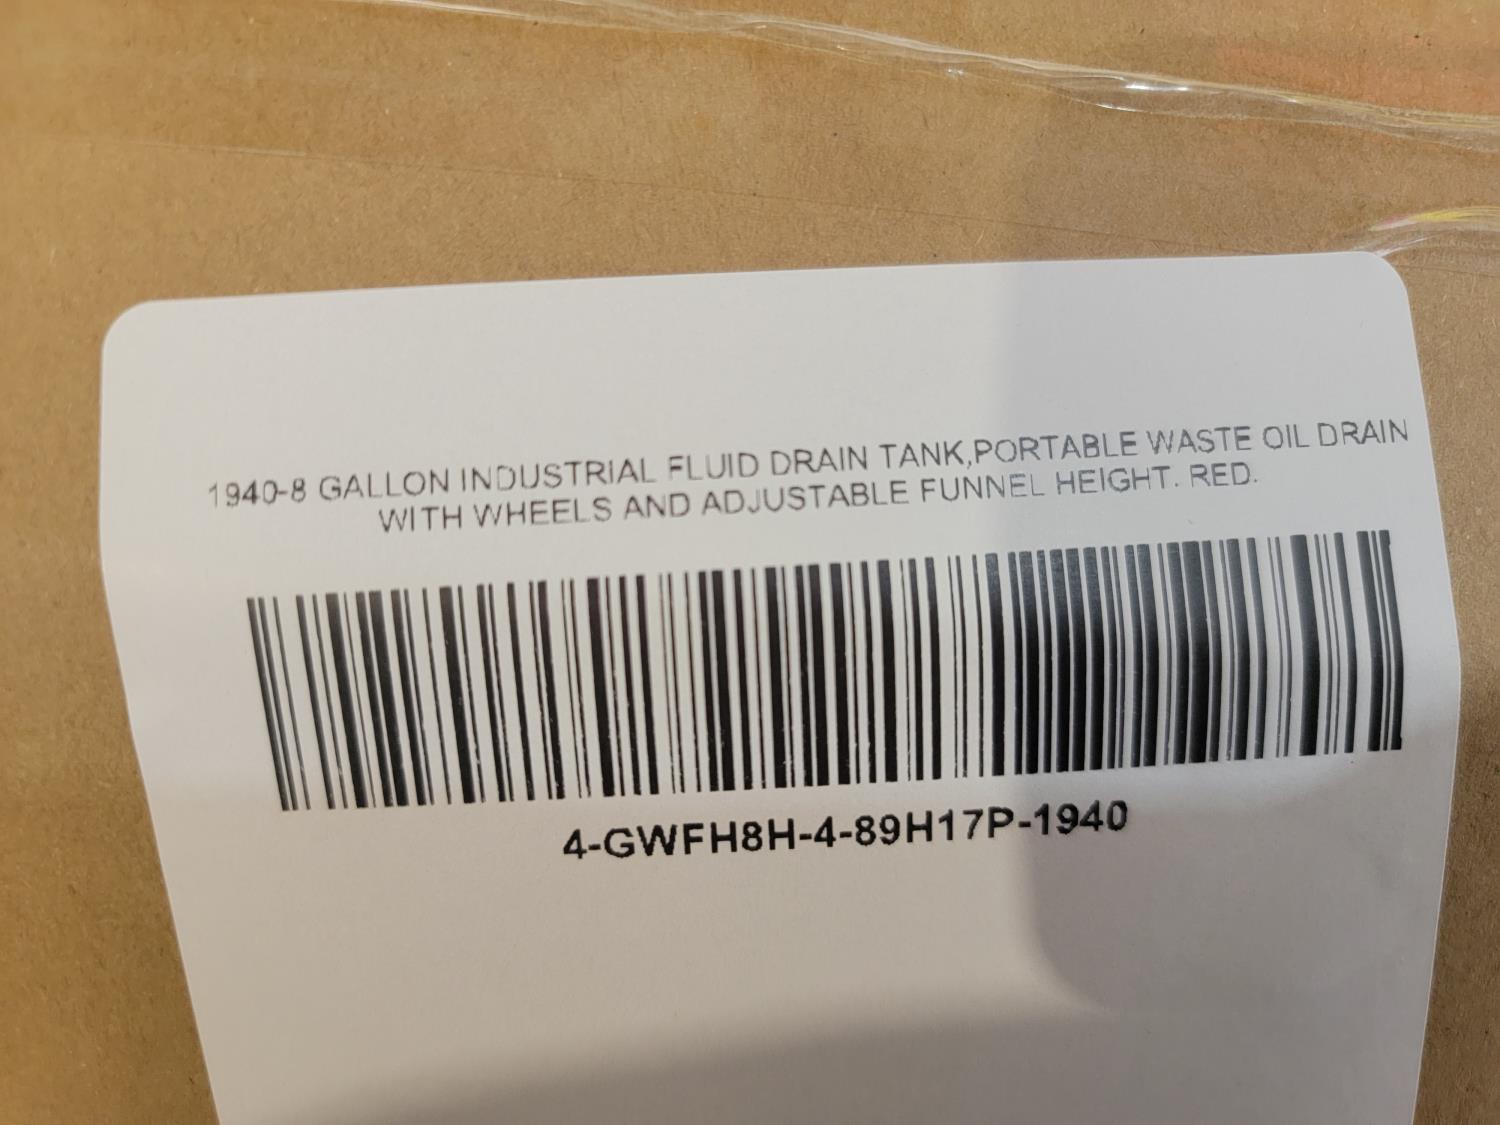 1940-8 GALLON INDUSTRIAL FLUID DRAIN TANK,PORTABLE WASTE OIL DRAIN
WITH WHEELS AND ADJUSTABLE FUNNEL HEIGHT. RED.
4-GWFH8H-4-89H17P-1940